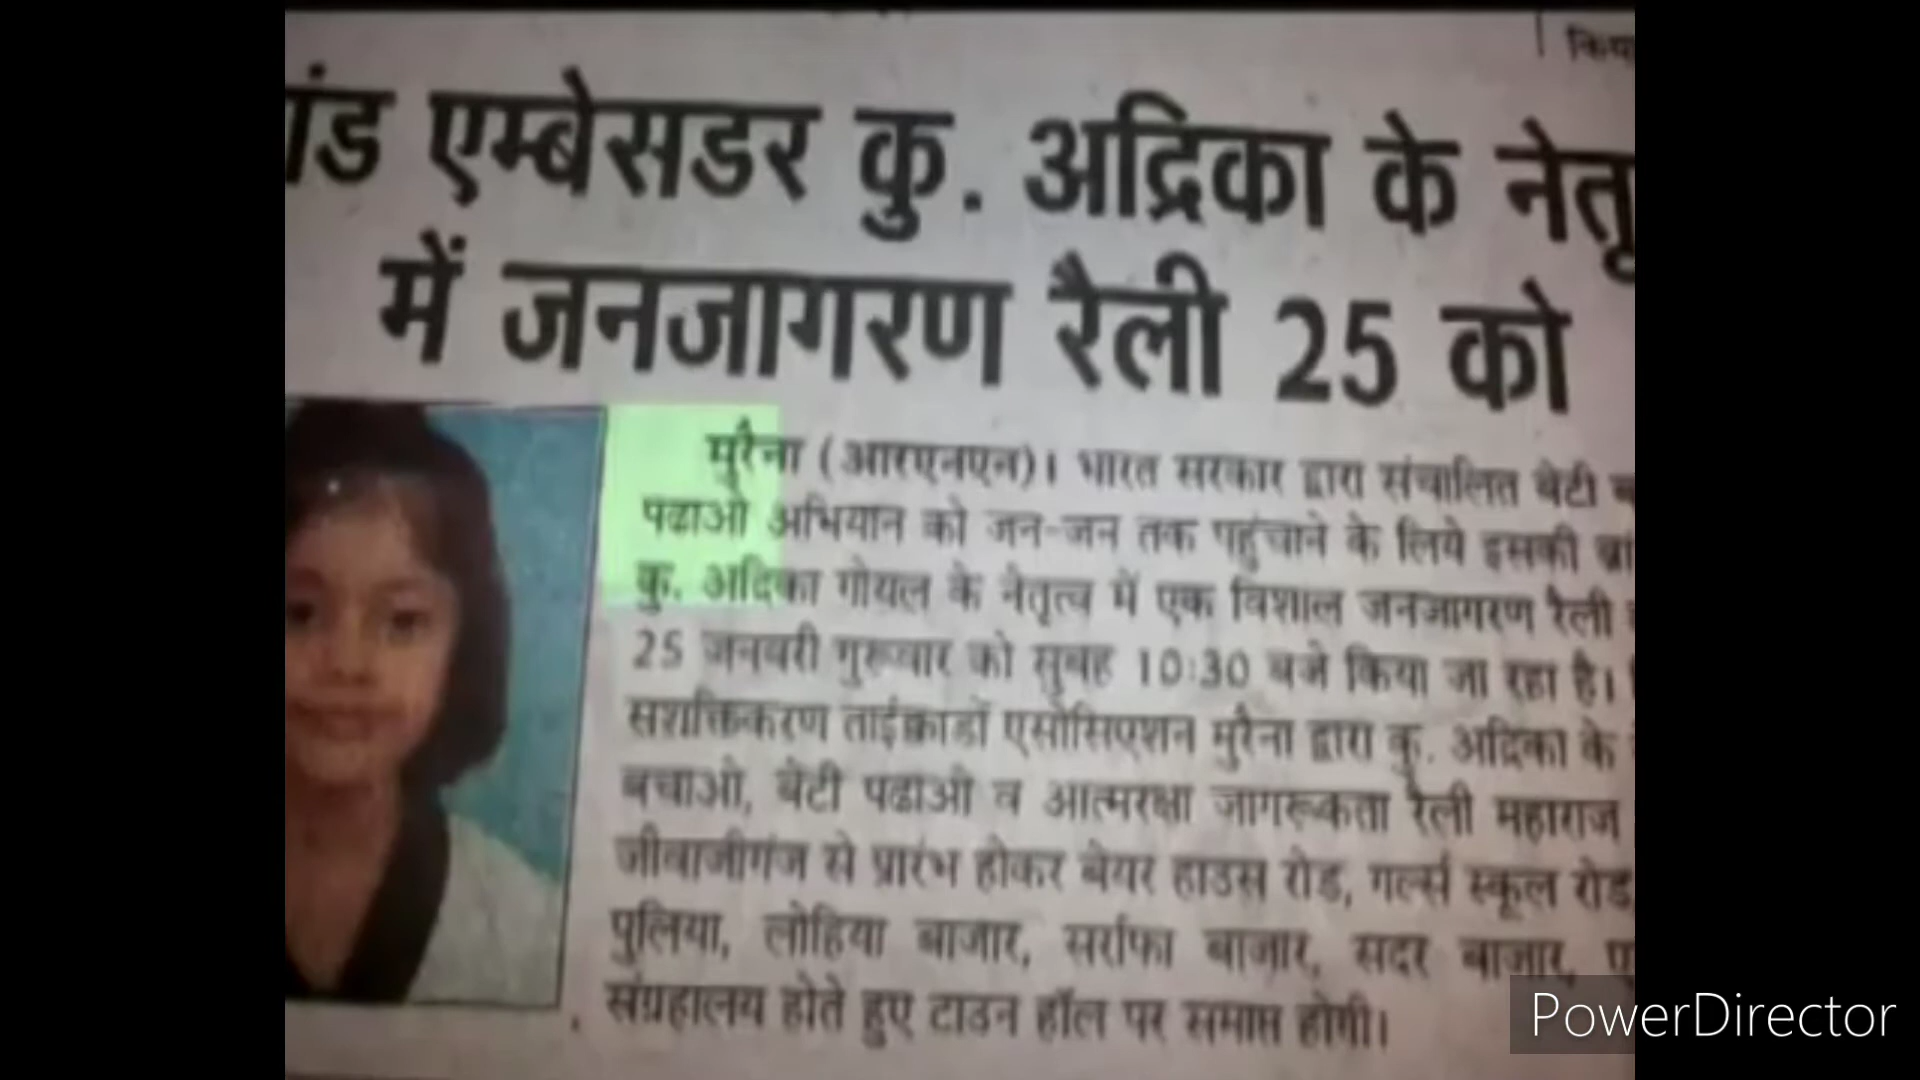 किया
एम्बेसडर कु. अद्रिका के
में जनजागरण रैली 25 को
मुरैना (आरएनएन)। भारत सरकार द्वारा संचालित बेटी
पढाओ अभियान को जन-जन तक पहुंचाने के लिये इसकी
कु. अद्रिका गोयल के नेतृत्व में एक विशाल जनजागरण रैली
25 जनवरी गुरूवार को सुबह 10:30 बजे किया जा रहा है।
सशक्तिकरण ताईक्वाडों एसोसिएशन मुरैना द्वारा कु. अद्रिका के
बचाओ, बेटी पढाओ व आत्मरक्षा जागरूकता रैली महाराज
जीवाजीगंज से प्रारंभ होकर बेयर हाउस रोड, गर्ल्स स्कूल रोड
पुलिया, लोहिया बाजार, सर्राफा बाजार, सदर बाजार,
संग्रहालय होते हुए टाउन हॉल पर समाप्त होगी।
PowerDirector